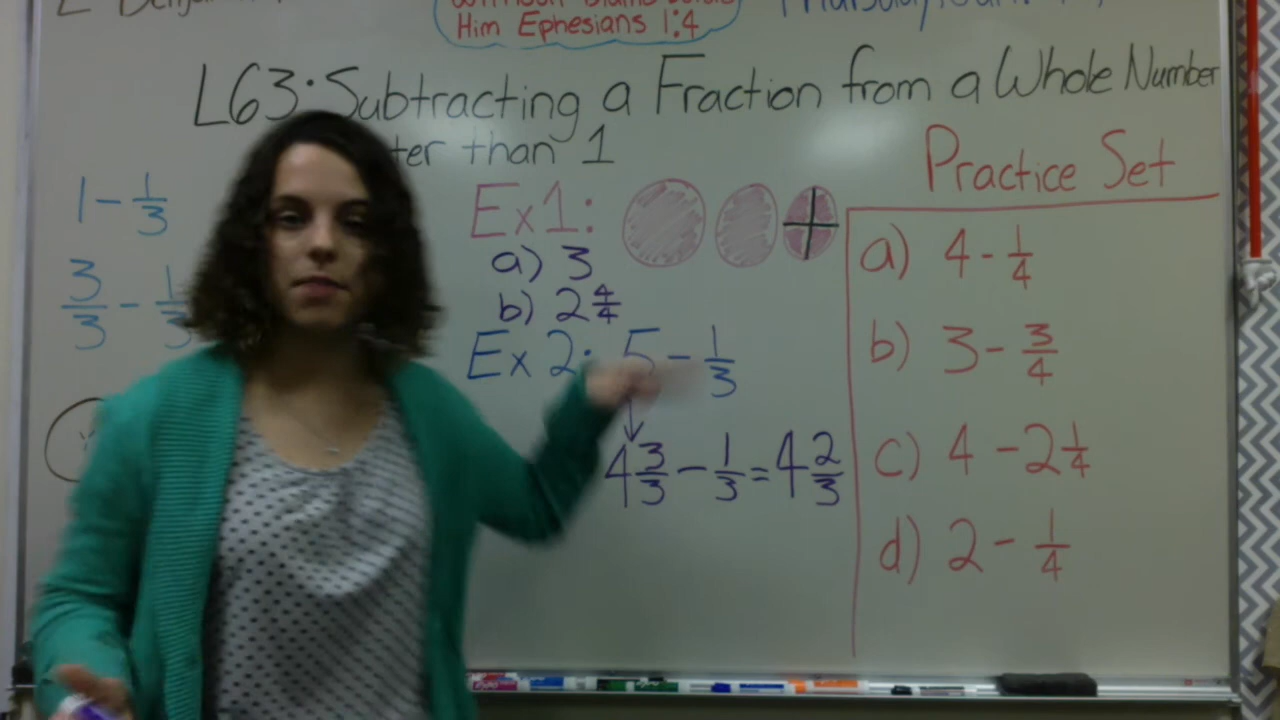 Him Ephesians 1:4
L63: Subtracting a Fraction from a Whole Number
than 1
1 - 1/3
3/3 - 1/3
Ex1:
a) 3
b) 2 4/4
Ex 2: 5 - 1/3
4 3/3 - 1/3 = 4 2/3
Practice Set
a) 4 - 1/4
b) 3 - 3/4
c) 4 - 2 1/4
d) 2 - 1/4